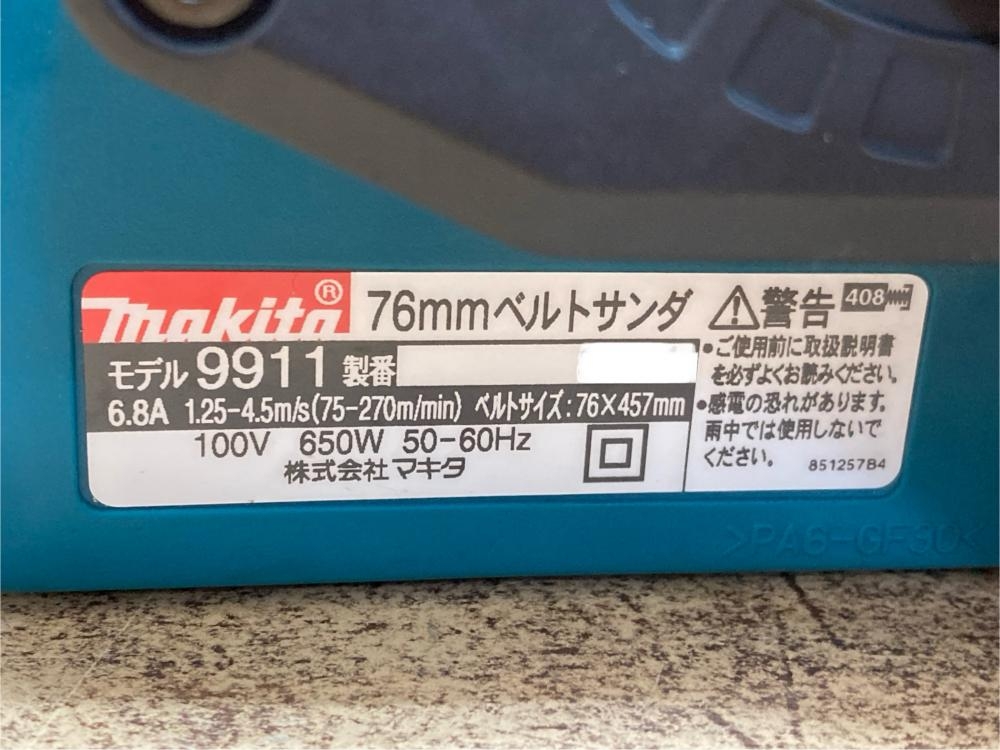 makita® 76mmベルトサンダ
モデル 9911 製番
6.8A 1.25-4.5m/s(75-270m/min) ベルトサイズ:76×457mm
100V 650W 50-60Hz
株式会社 マキタ
⚠警告 408
•ご使用前に取扱説明書
を必ずよくお読みください。
•感電の恐れがあります。
雨中では使用しないで
ください。
851257B4
>PA6-GF30<